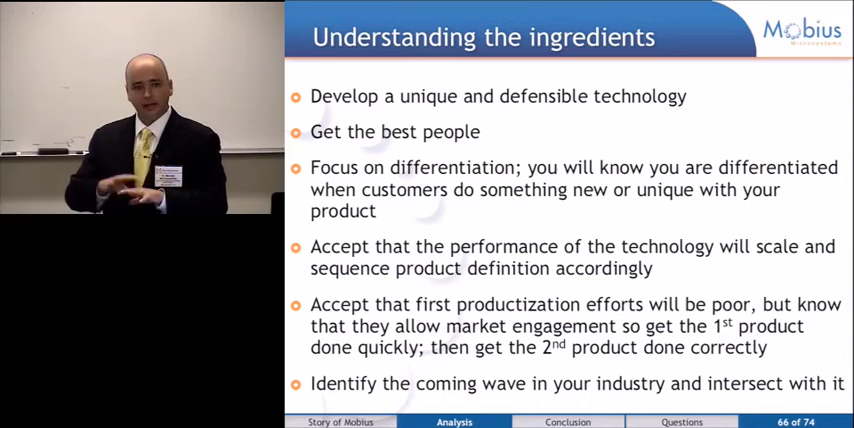 Understanding the ingredients
Mobius
Microsystems
Develop a unique and defensible technology
Get the best people
Focus on differentiation; you will know you are differentiated
when customers do something new or unique with your
product
Accept that the performance of the technology will scale and
sequence product definition accordingly
Accept that first productization efforts will be poor, but know
that they allow market engagement so get the 1st product
done quickly; then get the 2nd product done correctly
Identify the coming wave in your industry and intersect with it
Story of Mobius
Analysis
Conclusion
Questions
66 of 74